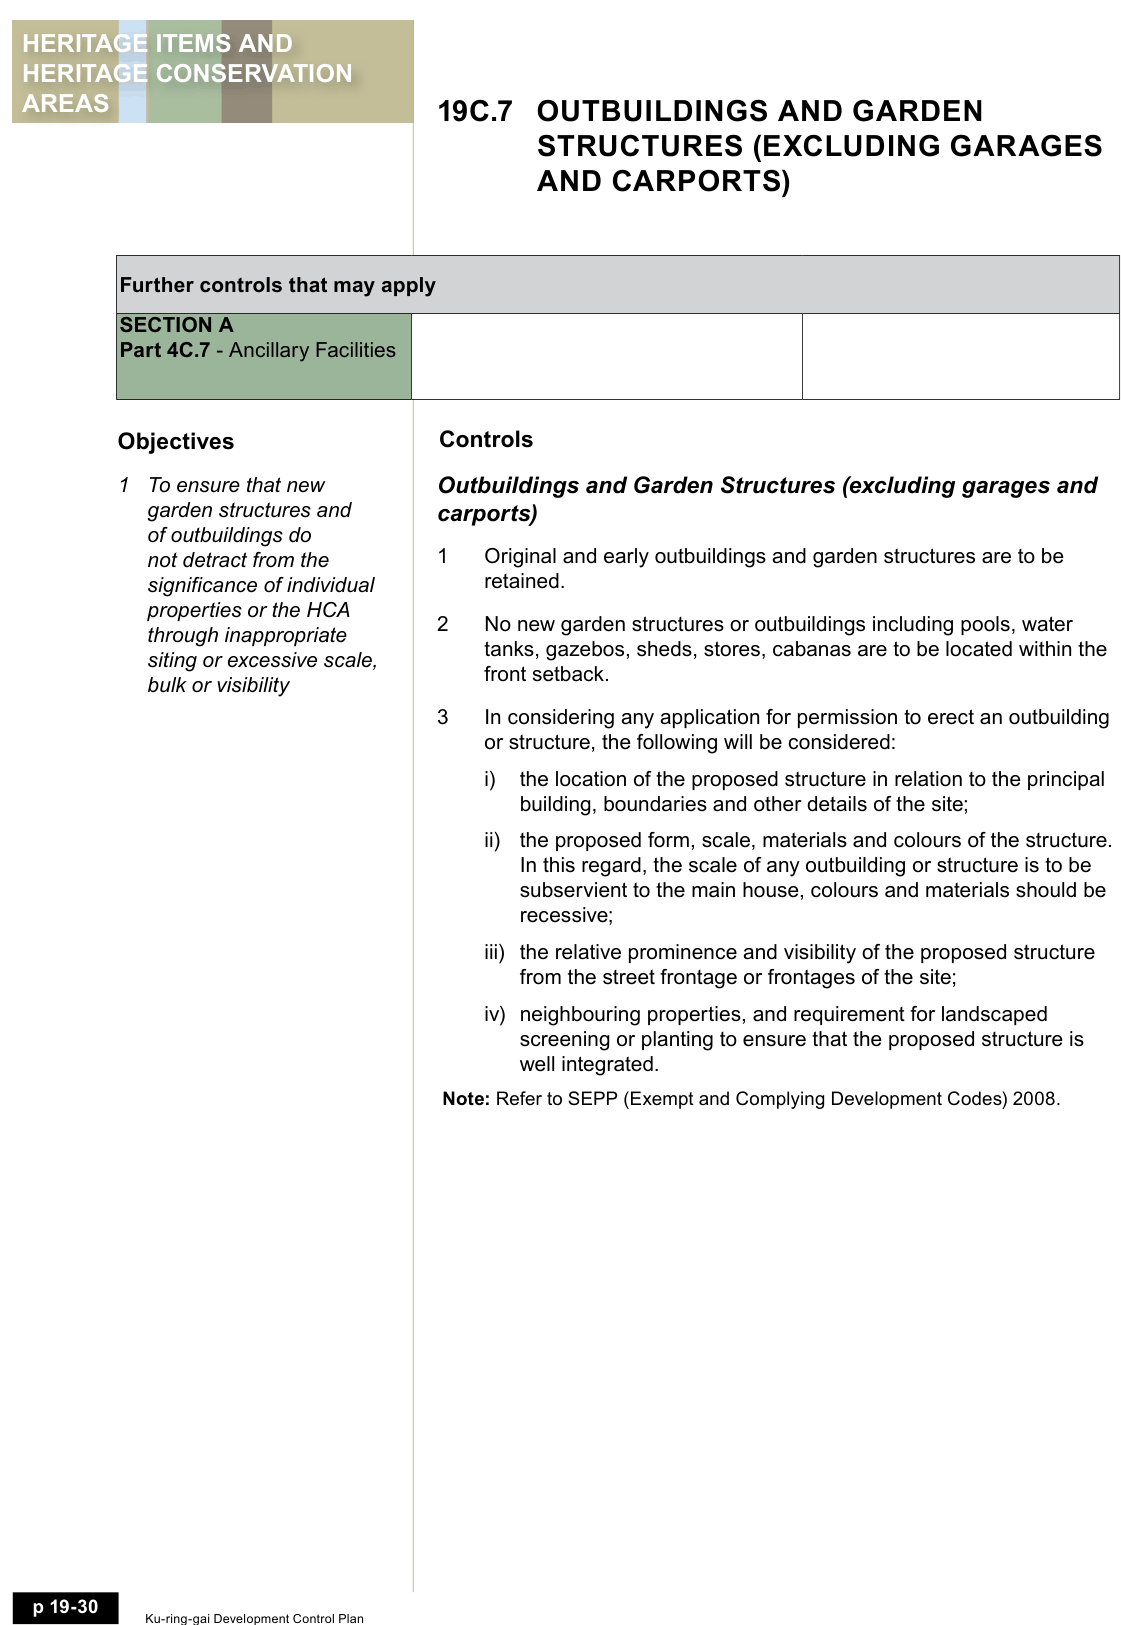 HERITAGE ITEMS AND
HERITAGE CONSERVATION
AREAS
19C.7 OUTBUILDINGS AND GARDEN
STRUCTURES (EXCLUDING GARAGES
AND CARPORTS)
Further controls that may apply
SECTION A
Part 4C.7 - Ancillary Facilities
Objectives
1 To ensure that new
garden structures and
of outbuildings do
not detract from the
significance of individual
properties or the HCA
through inappropriate
siting or excessive scale,
bulk or visibility
Controls
Outbuildings and Garden Structures (excluding garages and
carports)
1 Original and early outbuildings and garden structures are to be
retained.
2 No new garden structures or outbuildings including pools, water
tanks, gazebos, sheds, stores, cabanas are to be located within the
front setback.
3 In considering any application for permission to erect an outbuilding
or structure, the following will be considered:
i) the location of the proposed structure in relation to the principal
building, boundaries and other details of the site;
ii) the proposed form, scale, materials and colours of the structure.
In this regard, the scale of any outbuilding or structure is to be
subservient to the main house, colours and materials should be
recessive;
iii) the relative prominence and visibility of the proposed structure
from the street frontage or frontages of the site;
iv) neighbouring properties, and requirement for landscaped
screening or planting to ensure that the proposed structure is
well integrated.
Note: Refer to SEPP (Exempt and Complying Development Codes) 2008.
p 19-30
Ku-ring-gai Development Control Plan